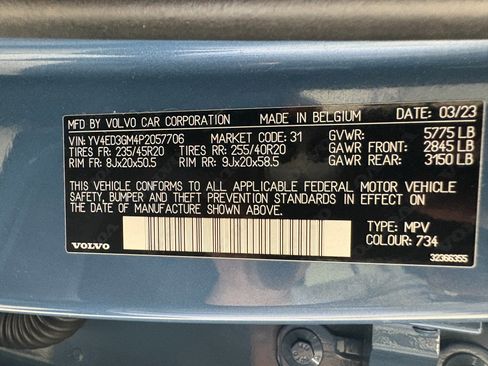 MFD BY VOLVO CAR CORPORATION MADE IN BELGIUM DATE: 03/23
VIN: YV4ED3GM4P2057706 MARKET CODE: 31 GVWR: 5775 LB
TIRES FR: 235/45R20 TIRES RR: 255/40R20 GAWR FRONT: 2845 LB
RIM FR: 8Jx20x50.5 RIM RR: 9Jx20x58.5 GAWR REAR: 3150 LB
THIS VEHICLE CONFORMS TO ALL APPLICABLE FEDERAL MOTOR VEHICLE
SAFETY, BUMPER AND THEFT PREVENTION STANDARDS IN EFFECT ON
THE DATE OF MANUFACTURE SHOWN ABOVE.
TYPE: MPV
VOLVO COLOUR: 734
32366355